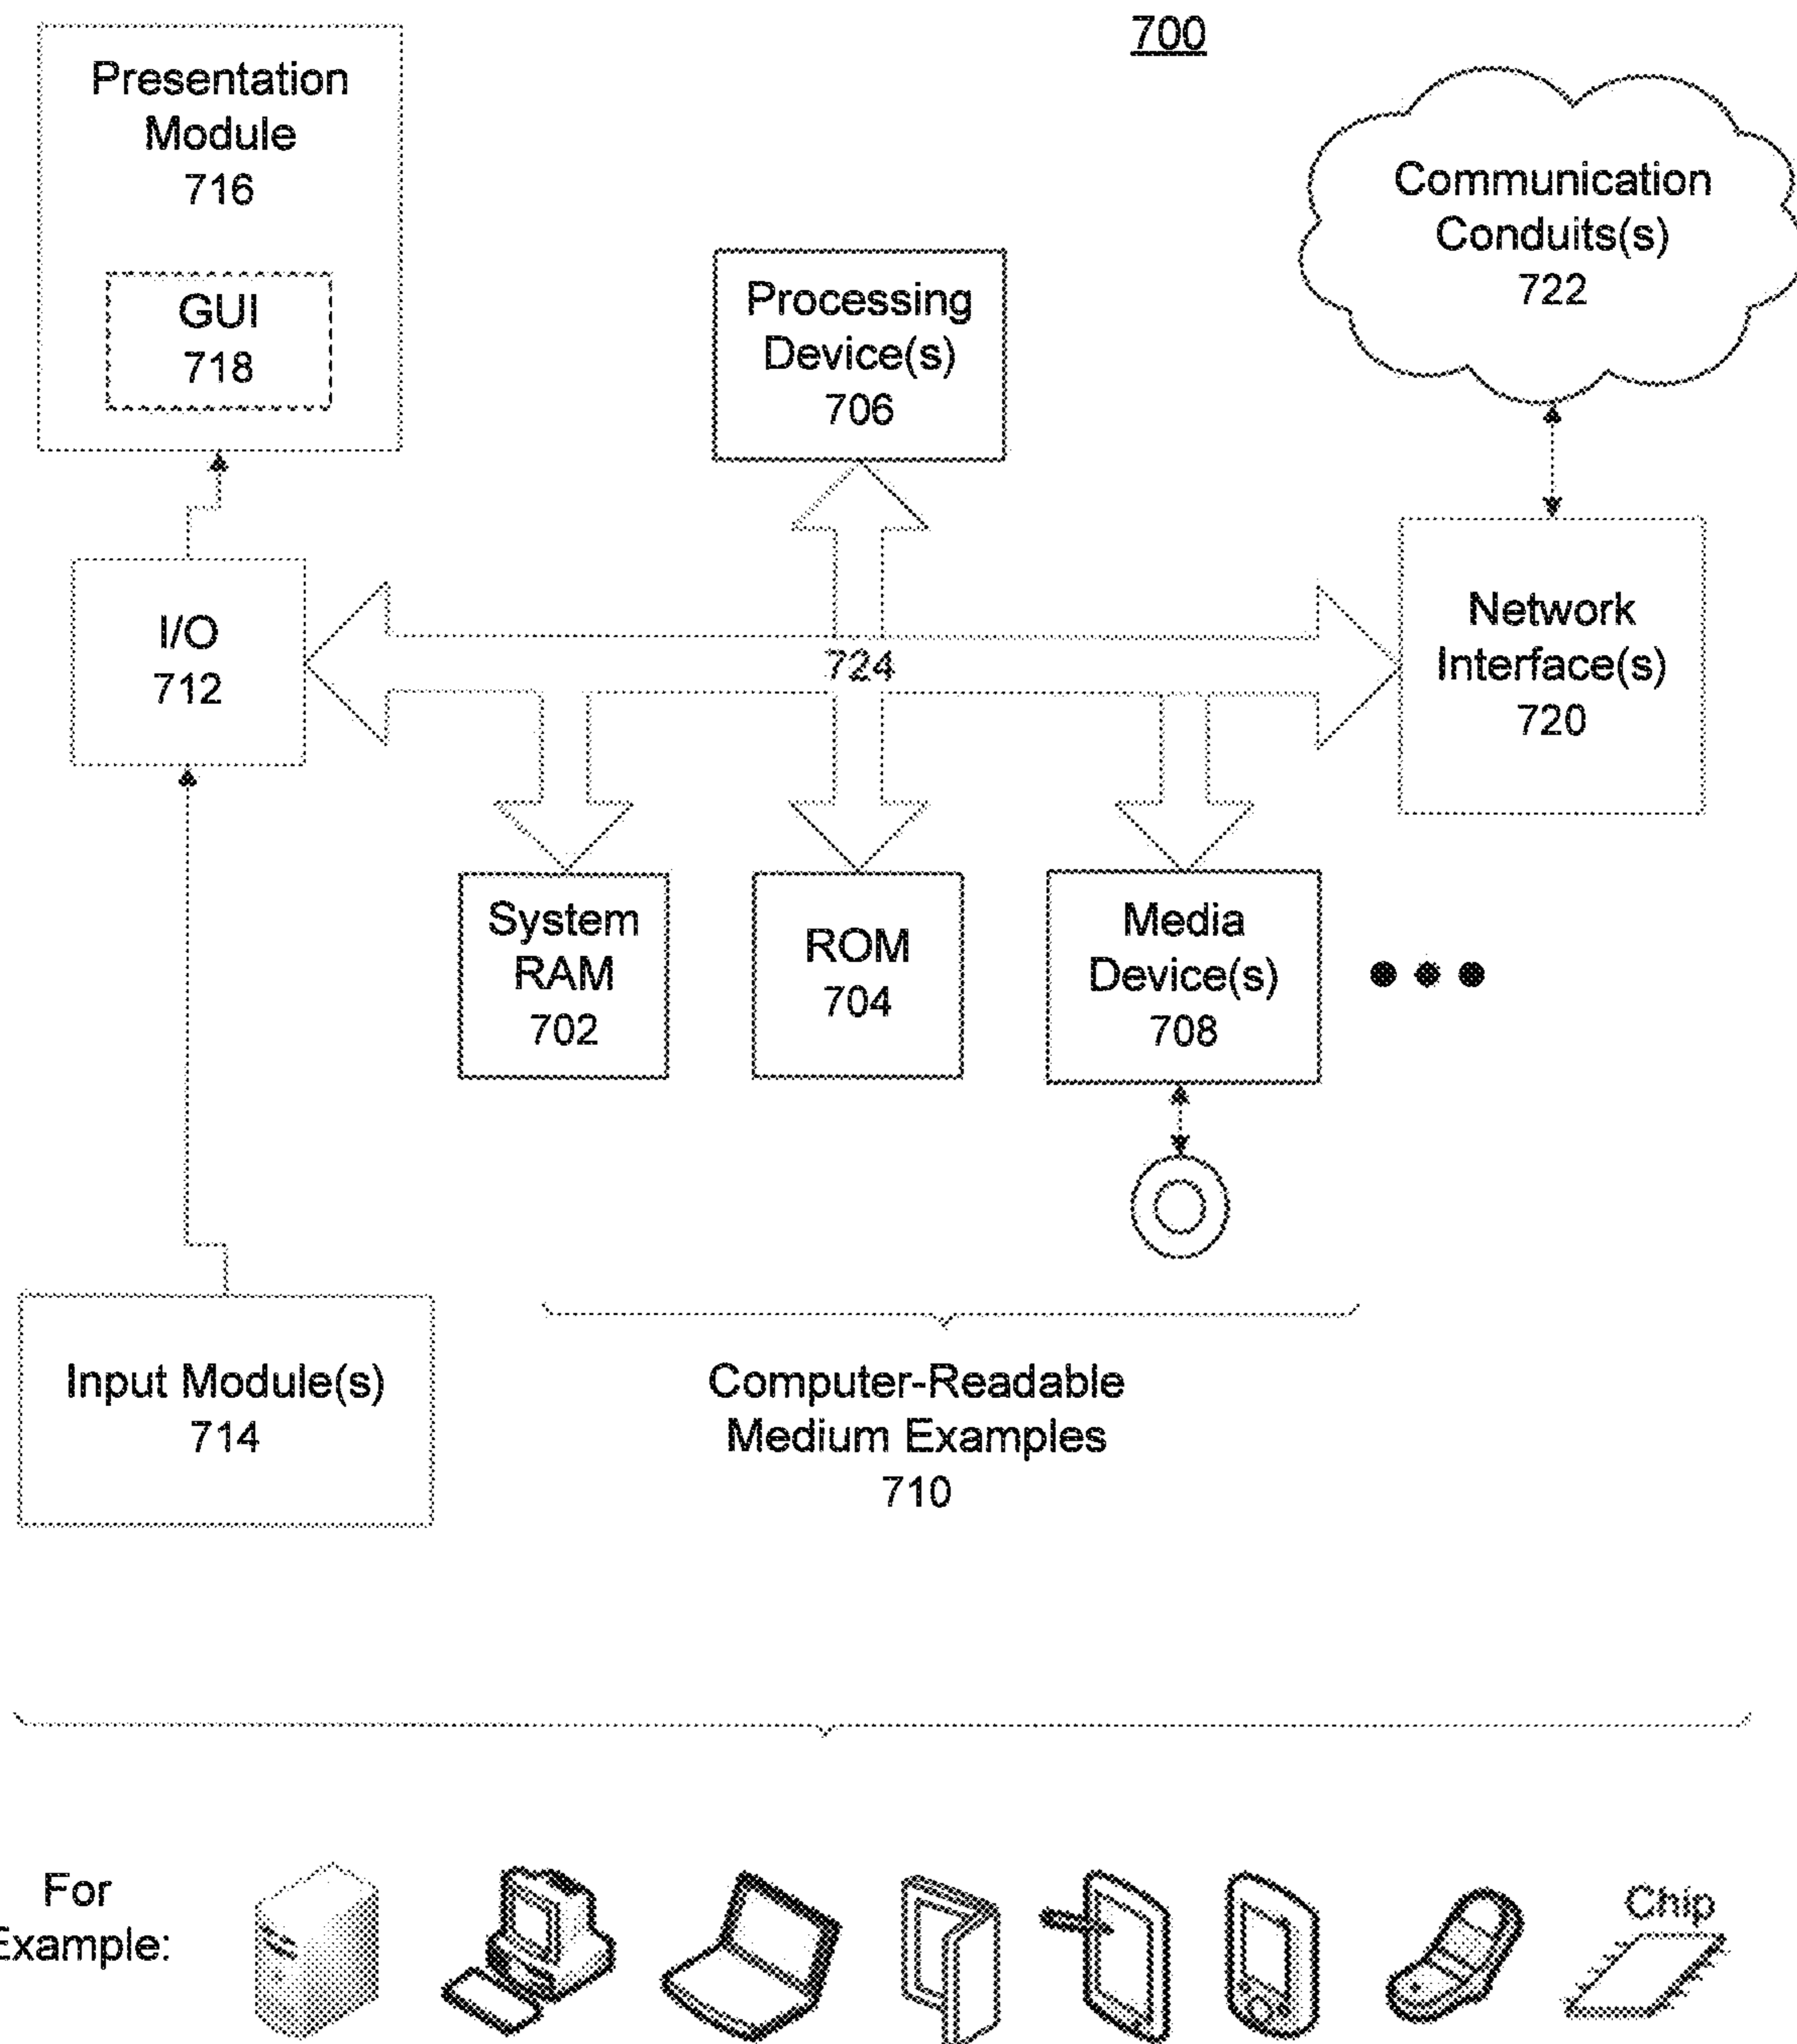 700
Presentation
Module
716
GUI
718
Communication
Conduits(s)
722
Processing
Device(s)
706
I/O
712
724
Network
Interface(s)
720
System
RAM
702
ROM
704
Media
Device(s)
708
Input Module(s)
714
Computer-Readable
Medium Examples
710
For
Example:
Chip